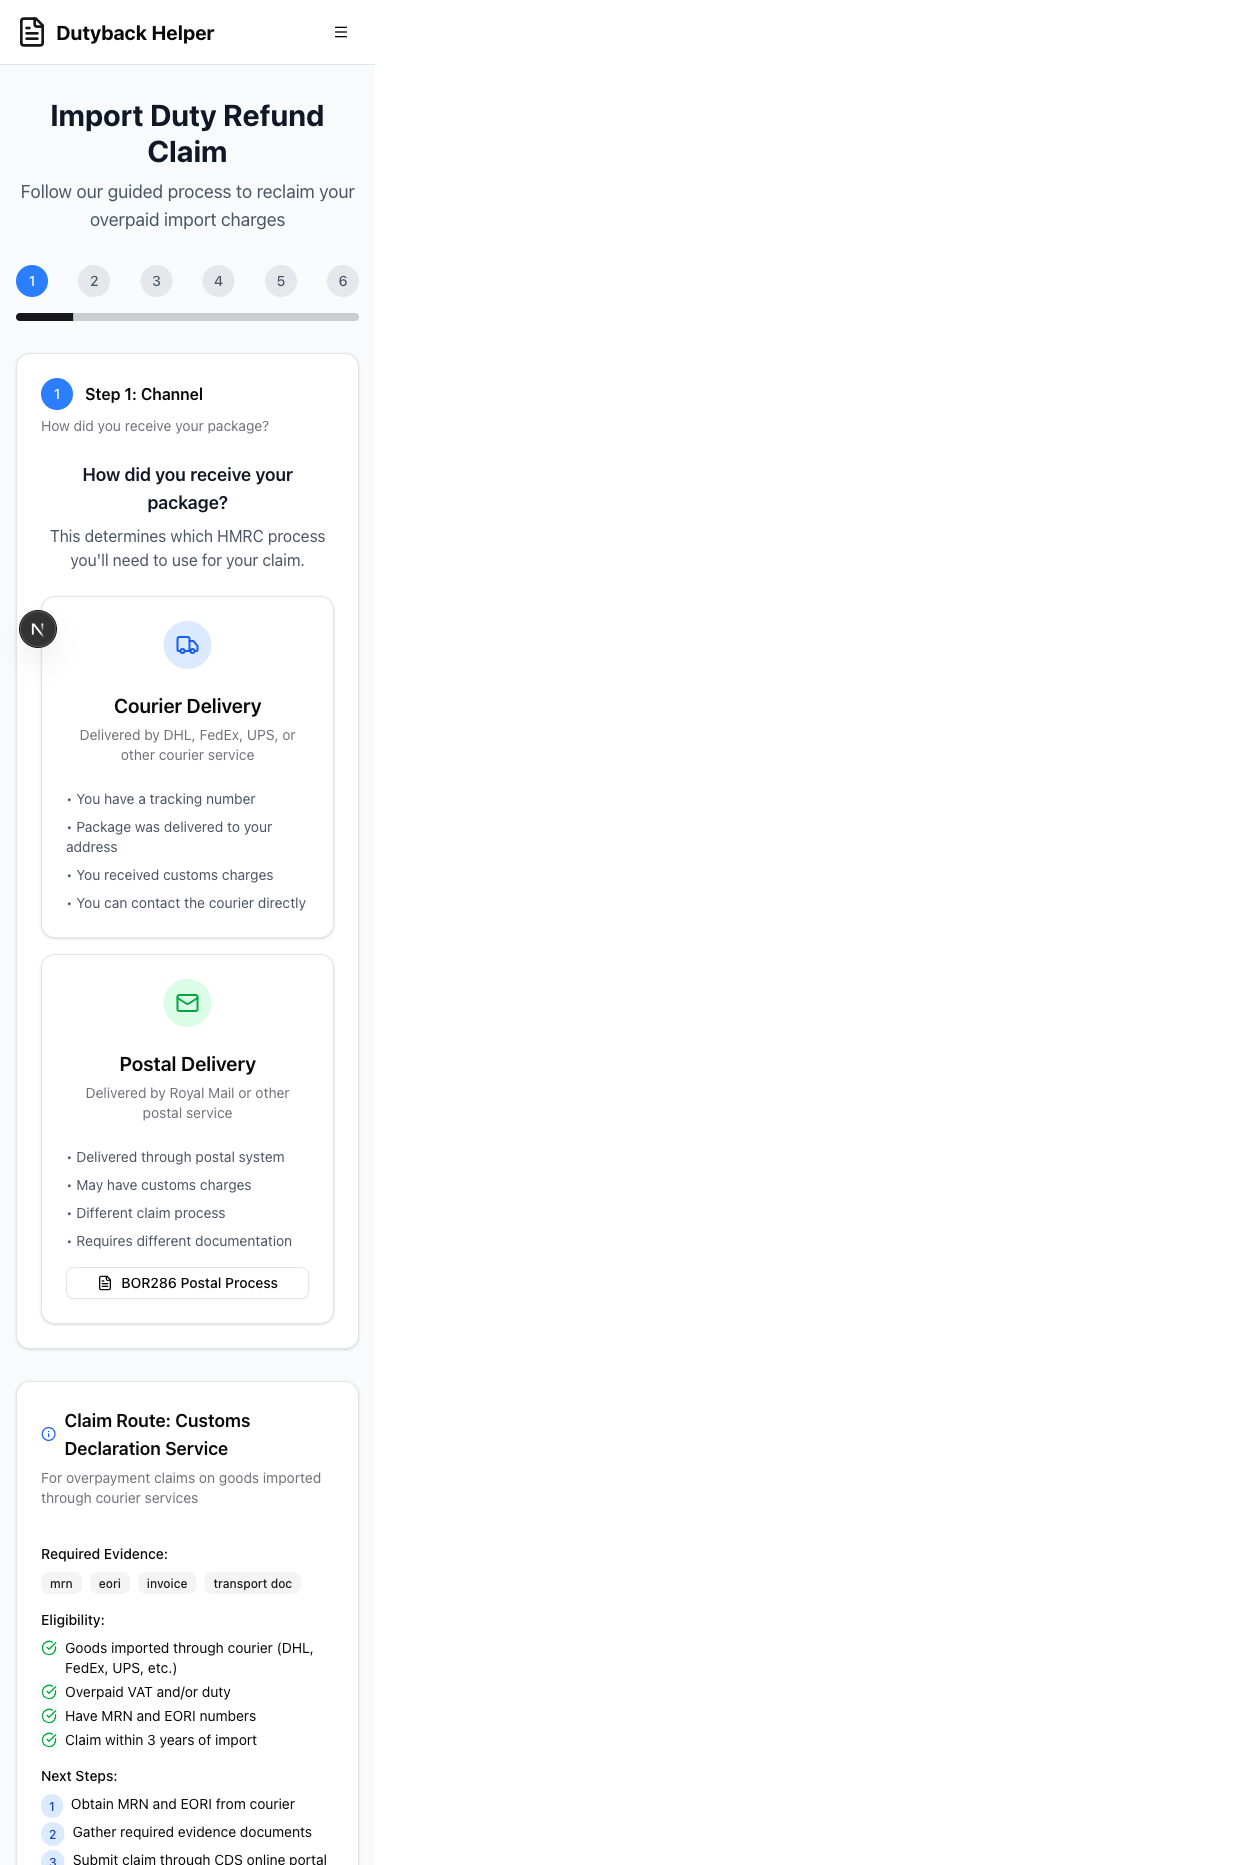 Dutyback Helper
Import Duty Refund
Claim
Follow our guided process to reclaim your
overpaid import charges
1 2 3 4 5 6
1 Step 1: Channel
How did you receive your package?
How did you receive your
package?
This determines which HMRC process
you'll need to use for your claim.
N
Courier Delivery
Delivered by DHL, FedEx, UPS, or
other courier service
• You have a tracking number
• Package was delivered to your
address
• You received customs charges
• You can contact the courier directly
Postal Delivery
Delivered by Royal Mail or other
postal service
• Delivered through postal system
• May have customs charges
• Different claim process
• Requires different documentation
BOR286 Postal Process
Claim Route: Customs
Declaration Service
For overpayment claims on goods imported
through courier services
Required Evidence:
mrn eori invoice transport doc
Eligibility:
Goods imported through courier (DHL,
FedEx, UPS, etc.)
Overpaid VAT and/or duty
Have MRN and EORI numbers
Claim within 3 years of import
Next Steps:
1 Obtain MRN and EORI from courier
2 Gather required evidence documents
3 Submit claim through CDS online portal